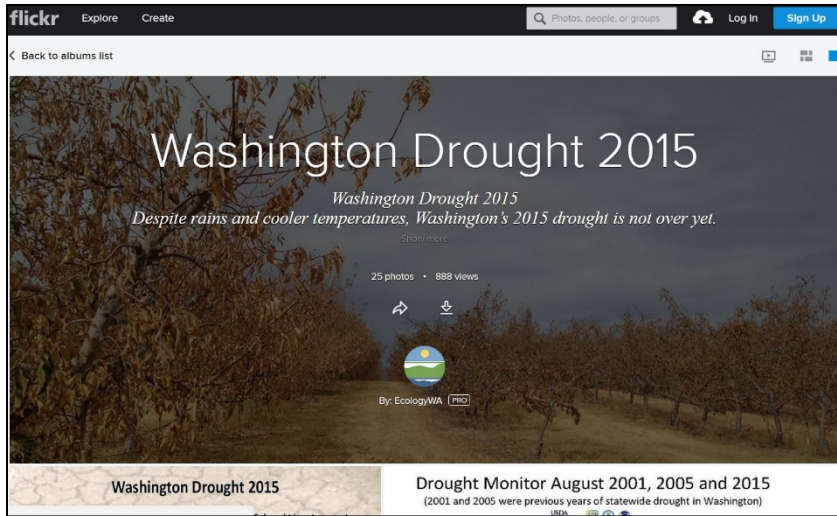 flickr Explore Create Photos, people, or groups Log In Sign Up
Back to albums list
Washington Drought 2015
Washington Drought 2015
Despite rains and cooler temperatures, Washington's 2015 drought is not over yet.
Show more
25 photos • 888 views
By: EcologyWA PRO
Washington Drought 2015
Drought Monitor August 2001, 2005 and 2015
(2001 and 2005 were previous years of statewide drought in Washington)
USDA